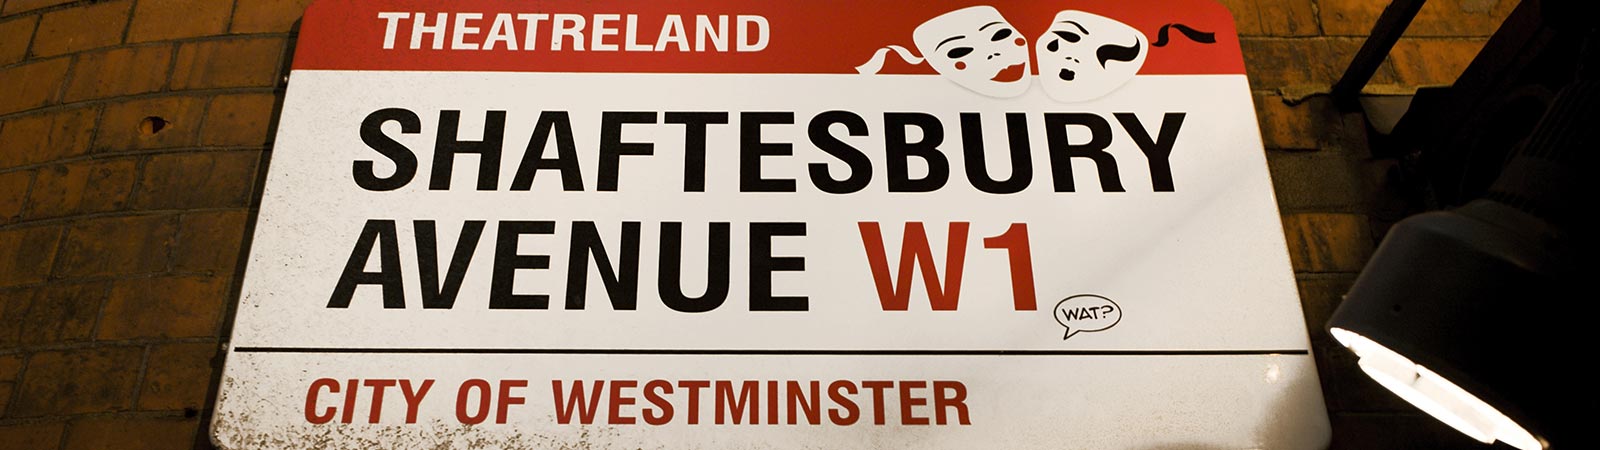 THEATRELAND
SHAFTESBURY
AVENUE W1
WAT?
CITY OF WESTMINSTER